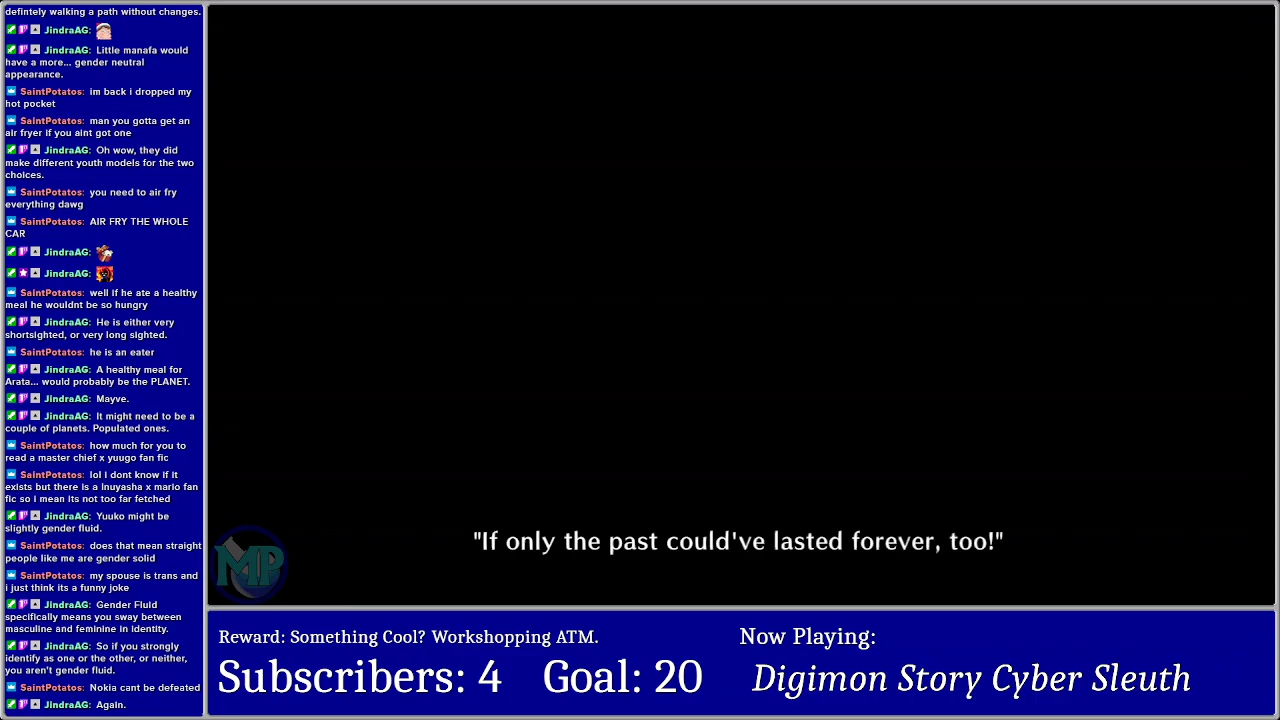 defintely walking a path without changes.
JindraAG:
JindraAG: Little manafa would
have a more... gender neutral
appearance.
SaintPotatos: im back i dropped my
hot pocket
SaintPotatos: man you gotta get an
air fryer if you aint got one
JindraAG: Oh wow, they did
make different youth models for the two
choices.
SaintPotatos: you need to air fry
everything dawg
SaintPotatos: AIR FRY THE WHOLE
CAR
JindraAG:
JindraAG:
SaintPotatos: well if he ate a healthy
meal he wouldnt be so hungry
JindraAG: He is either very
shortsighted, or very long sighted.
SaintPotatos: he is an eater
JindraAG: A healthy meal for
Arata... would probably be the PLANET.
JindraAG: Mayve.
JindraAG: It might need to be a
couple of planets. Populated ones.
SaintPotatos: how much for you to
read a master chief x yuugo fan fic
SaintPotatos: lol i dont know if it
exists but there is a inuyasha x mario fan
fic so i mean its not too far fetched
JindraAG: Yuuko might be
slightly gender fluid.
SaintPotatos: does that mean straight
people like me are gender solid
SaintPotatos: my spouse is trans and
i just think its a funny joke
JindraAG: Gender Fluid
specifically means you sway between
masculine and feminine in identity.
JindraAG: So if you strongly
identify as one or the other, or neither,
you aren't gender fluid.
SaintPotatos: Nokia cant be defeated
JindraAG: Again.
"If only the past could've lasted forever, too!"
MP
Reward: Something Cool? Workshopping ATM.
Subscribers: 4 Goal: 20
Now Playing:
Digimon Story Cyber Sleuth